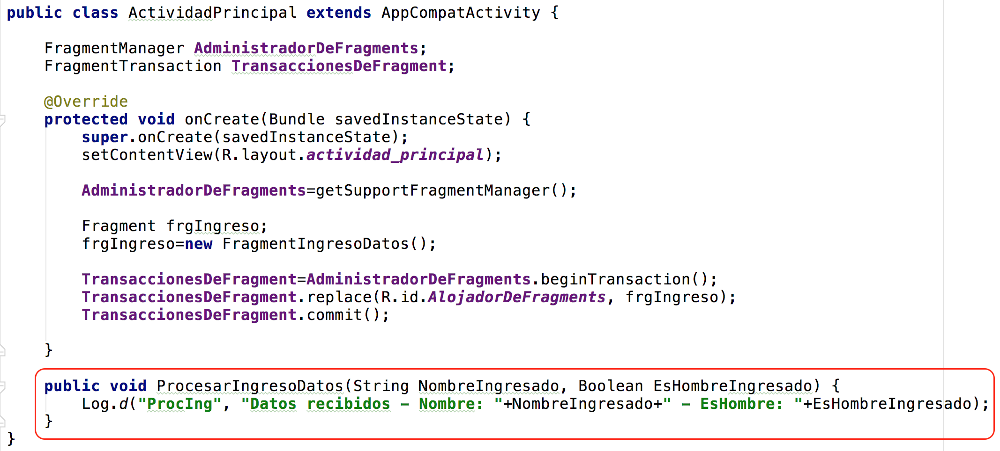 public class ActividadPrincipal extends AppCompatActivity {
FragmentManager AdministradorDeFragments;
FragmentTransaction TransaccionesDeFragment;
@Override
protected void onCreate(Bundle savedInstanceState) {
super.onCreate(savedInstanceState);
setContentView(R.layout.actividad_principal);
AdministradorDeFragments=getSupportFragmentManager();
Fragment frgIngreso;
frgIngreso=new FragmentIngresoDatos();
TransaccionesDeFragment=AdministradorDeFragments.beginTransaction();
TransaccionesDeFragment.replace(R.id.AlojadorDeFragments, frgIngreso);
TransaccionesDeFragment.commit();
}
public void ProcesarIngresoDatos(String NombreIngresado, Boolean EsHombreIngresado) {
Log.d("ProcIng", "Datos recibidos - Nombre: "+NombreIngresado+" - EsHombre: "+EsHombreIngresado);
}
}